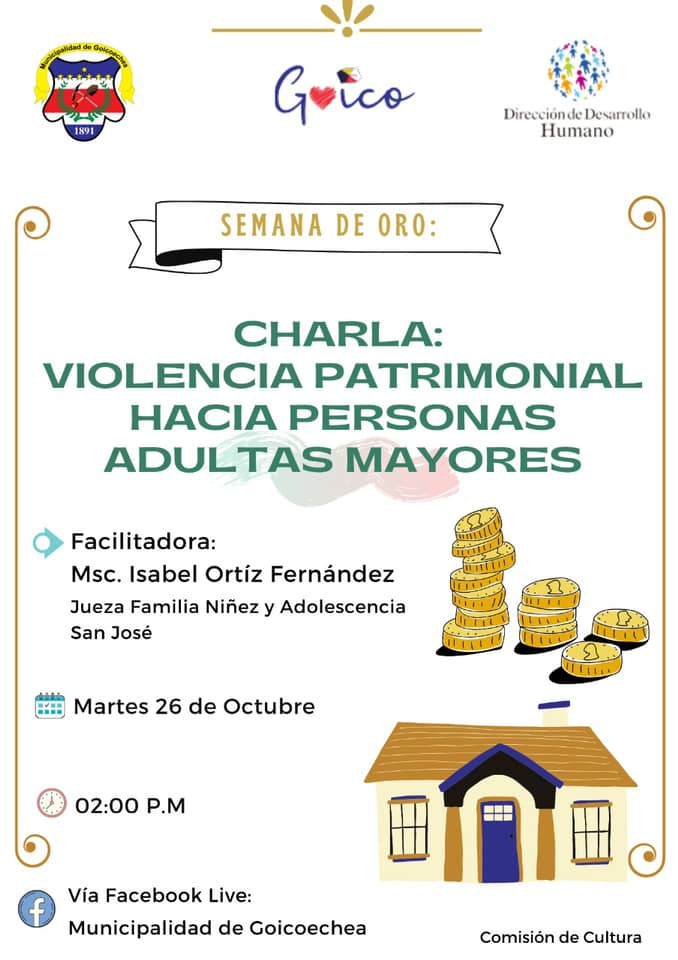 Municipalidad de Goicoechea
1891
Goico
Dirección de Desarrollo
Humano
SEMANA DE ORO:
CHARLA:
VIOLENCIA PATRIMONIAL
HACIA PERSONAS
ADULTAS MAYORES
Facilitadora:
Msc. Isabel Ortíz Fernández
Jueza Familia Niñez y Adolescencia
San José
Martes 26 de Octubre
02:00 P.M
Vía Facebook Live:
Municipalidad de Goicoechea
Comisión de Cultura